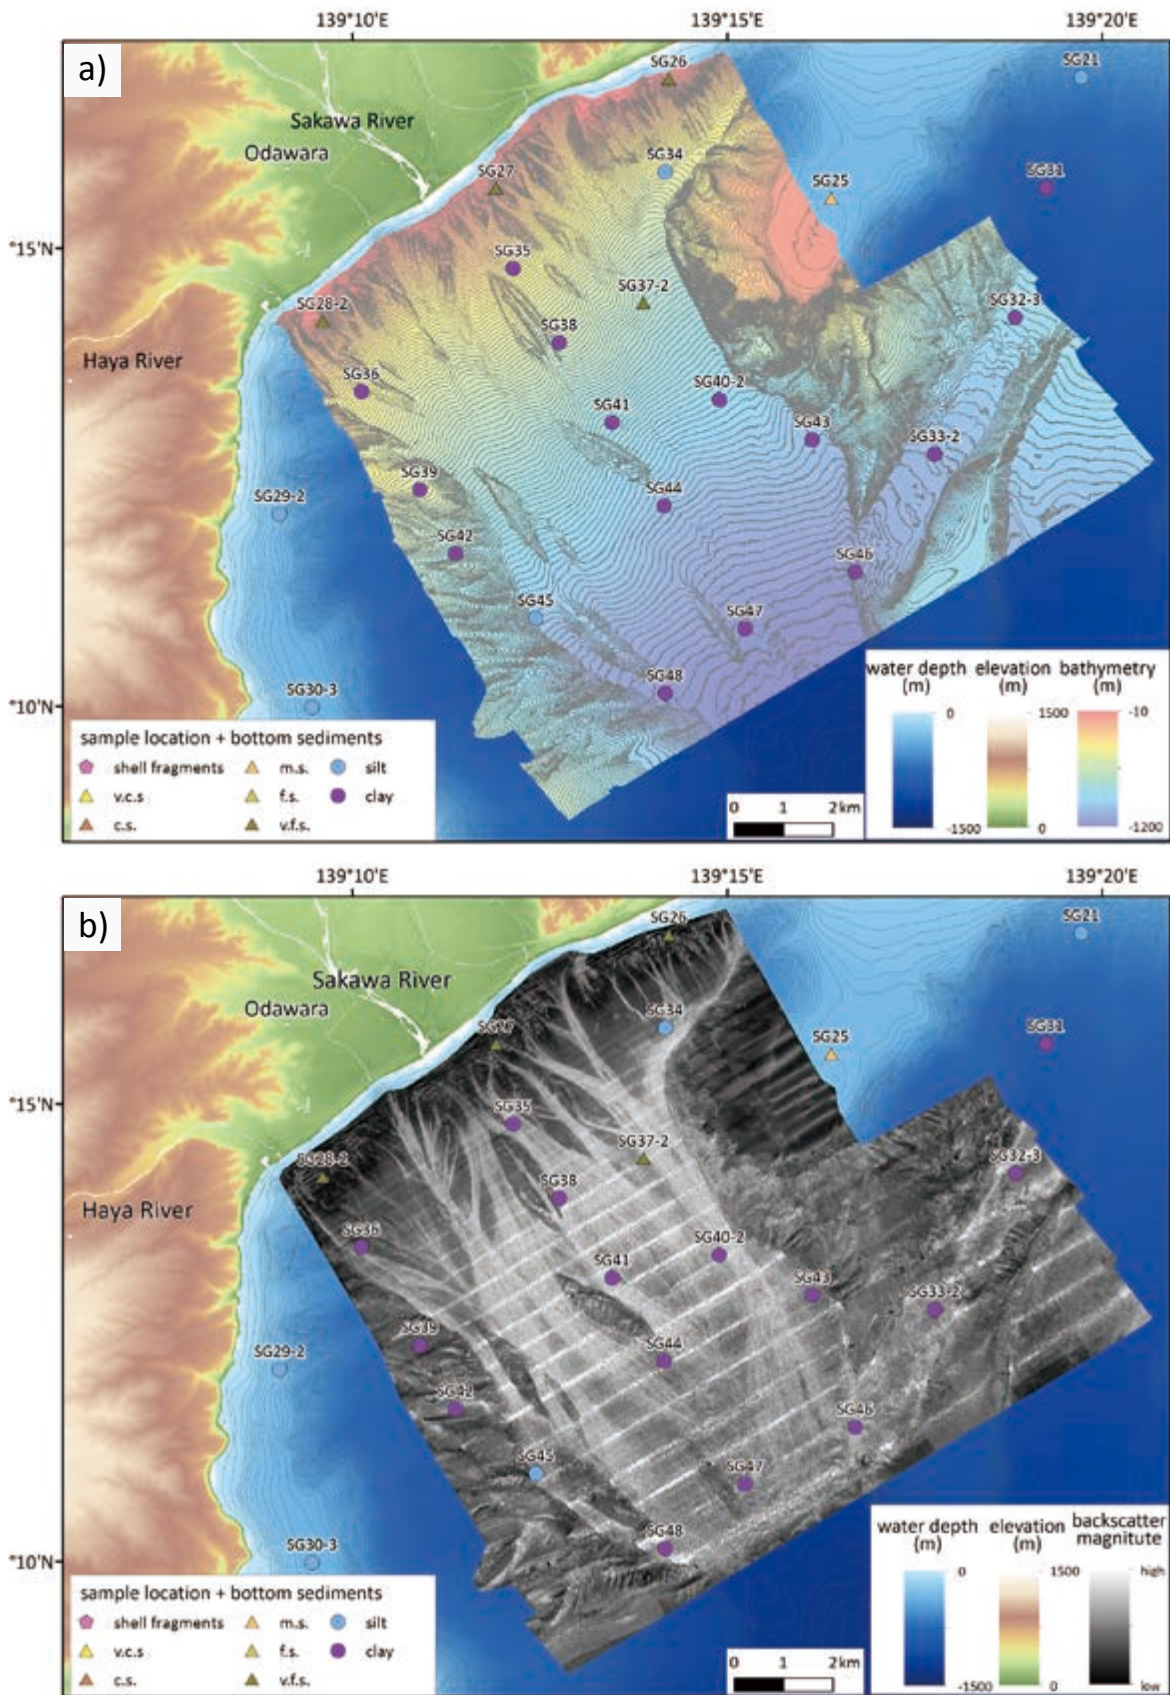 139°10'E 139°15'E 139°20'E
a)
SG26
SG21
Sakawa River
Odawara
SG34
SG27
SG25
SG31
°15'N
SG35
SG37-2
SG28-2
SG32-3
SG38
Haya River
SG36
SG40-2
SG41
SG43
SG33-2
SG39
SG29-2
SG44
SG42
SG46
SG45
SG47
SG48
SG30-3
°10'N
water depth (m) elevation (m) bathymetry (m)
0 1500 -10
-1500 0 -1200
sample location + bottom sediments
shell fragments m.s. silt
v.c.s f.s. clay
c.s. v.f.s.
0 1 2km
139°10'E 139°15'E 139°20'E
b)
SG26
SG21
Sakawa River
Odawara
SG34
SG27
SG25
SG31
°15'N
SG35
SG37-2
SG28-2
SG32-3
SG38
Haya River
SG36
SG40-2
SG41
SG43
SG33-2
SG39
SG29-2
SG44
SG42
SG46
SG45
SG47
SG48
SG30-3
°10'N
water depth (m) elevation (m) backscatter magnitute
0 1500 high
-1500 0 low
sample location + bottom sediments
shell fragments m.s. silt
v.c.s f.s. clay
c.s. v.f.s.
0 1 2km